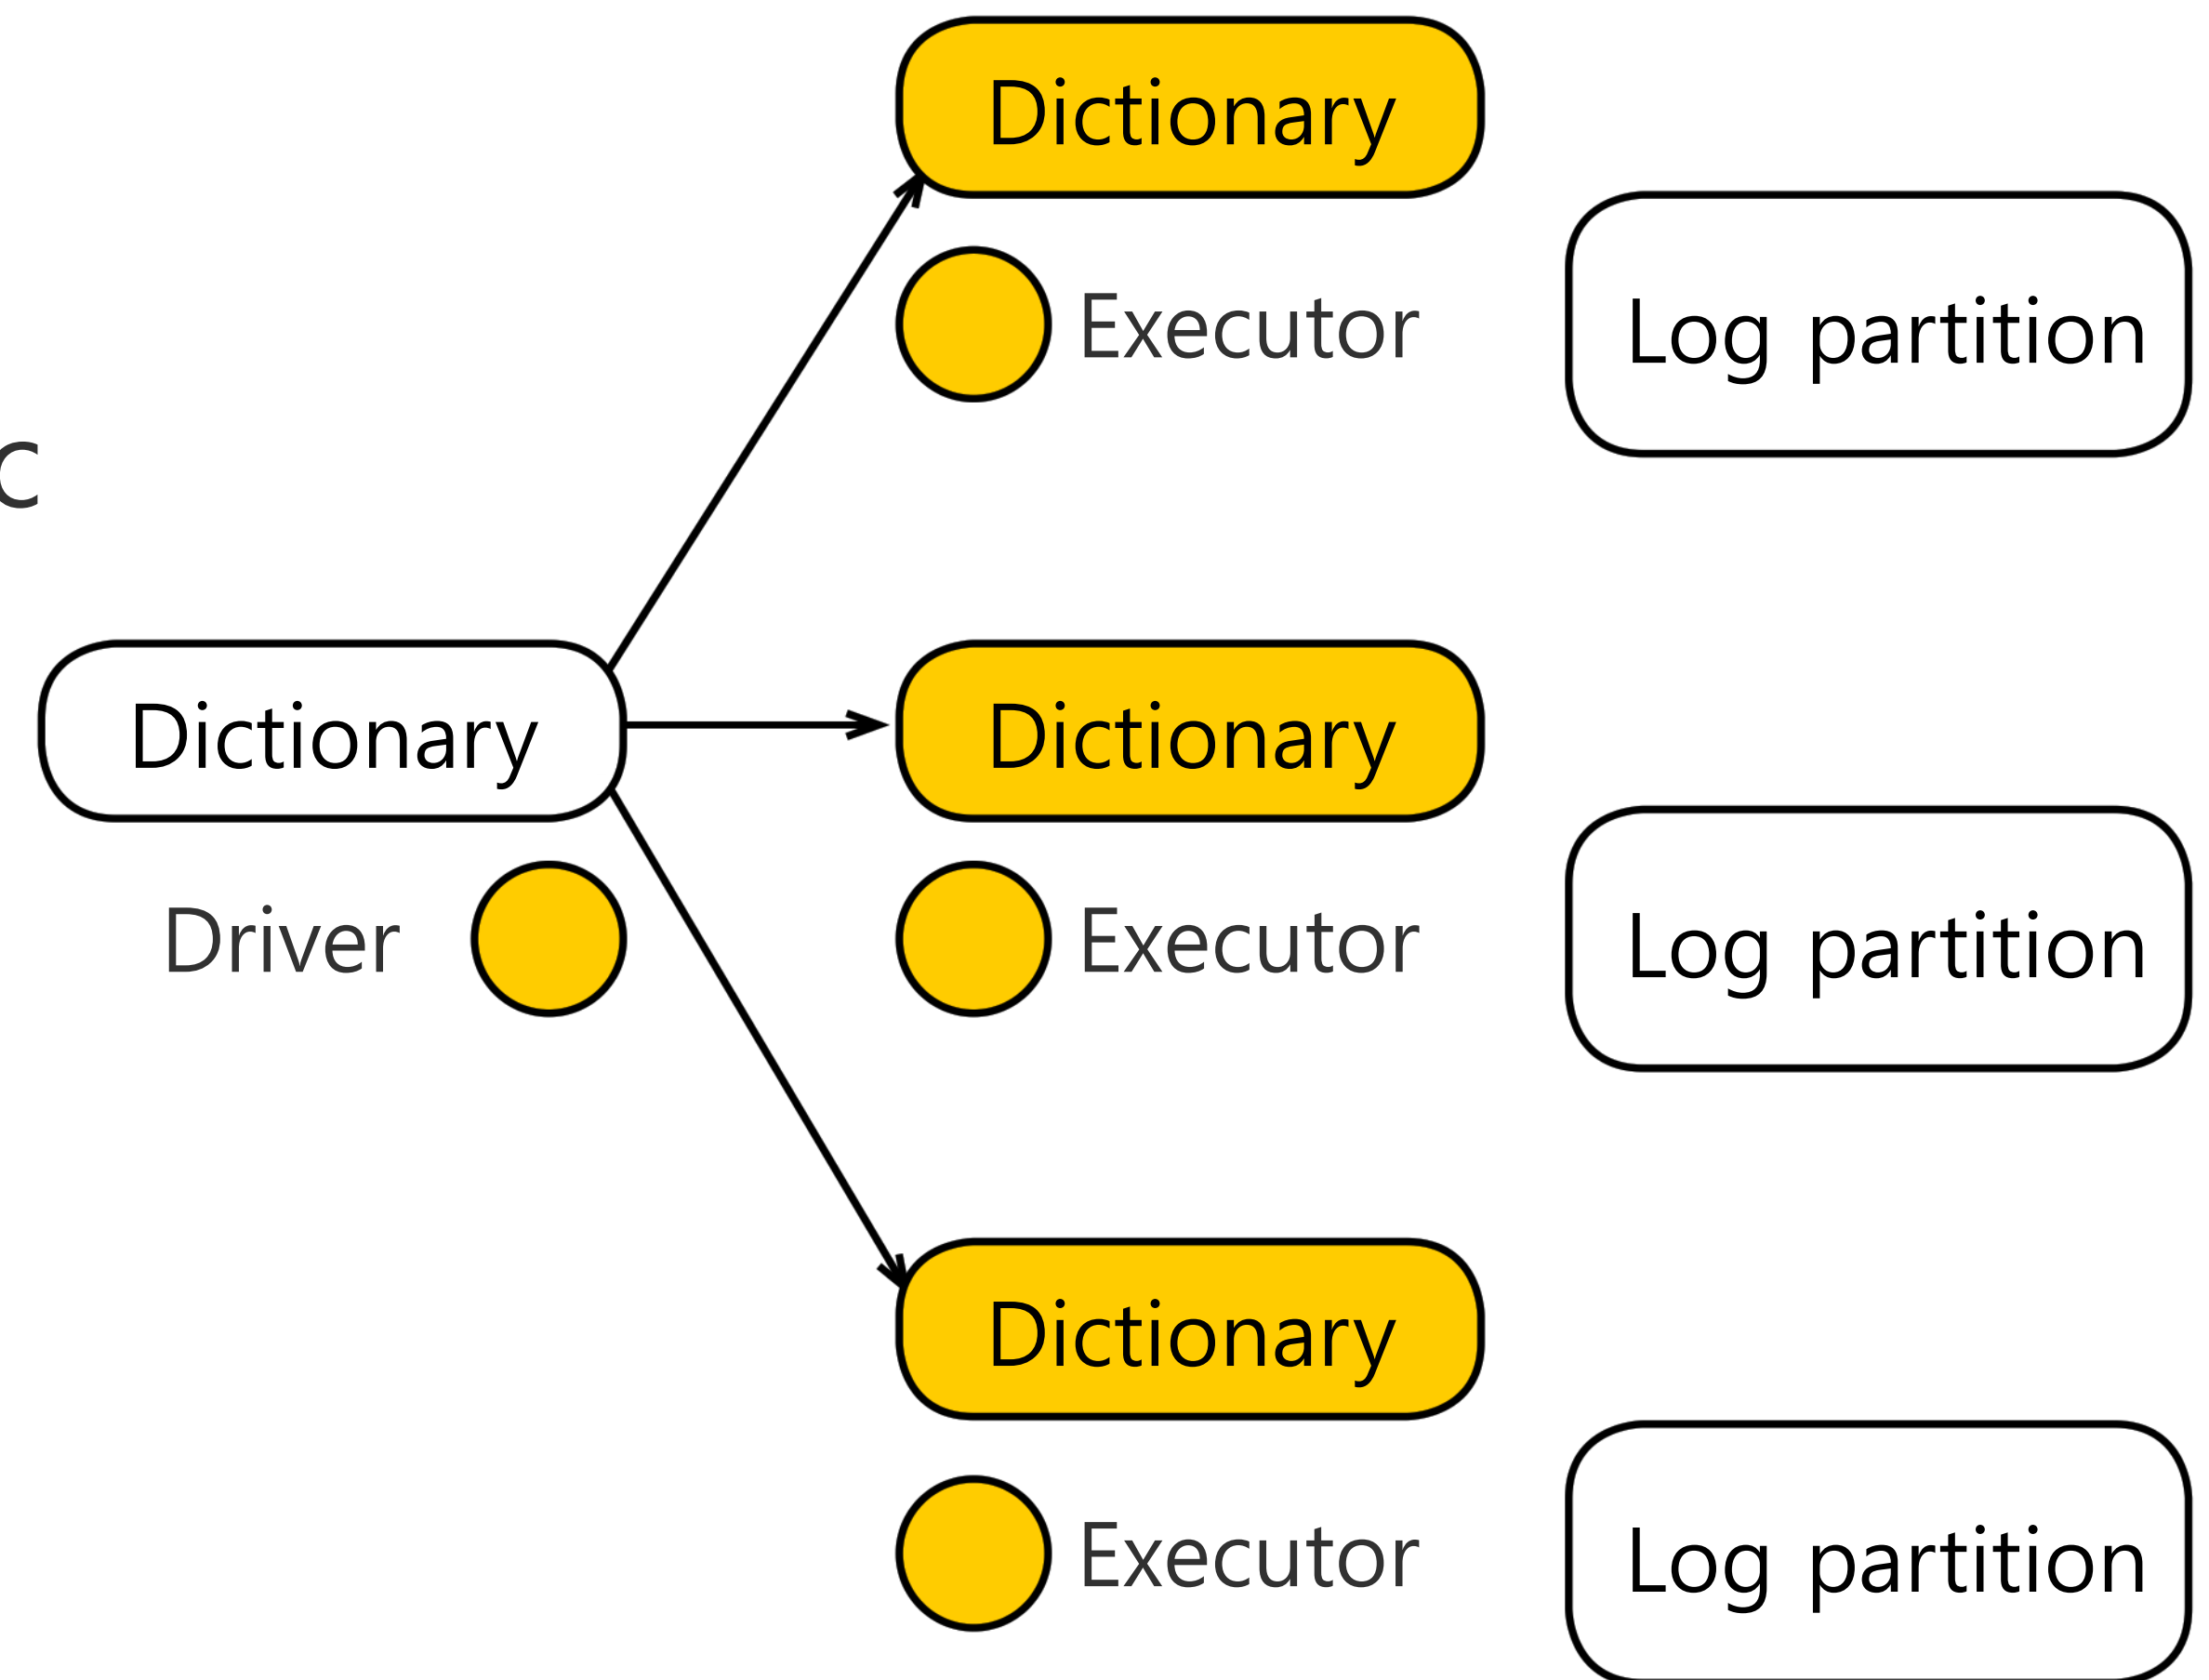 Dictionary
Executor
Log partition
c
Dictionary
Dictionary
Driver
Executor
Log partition
Dictionary
Executor
Log partition